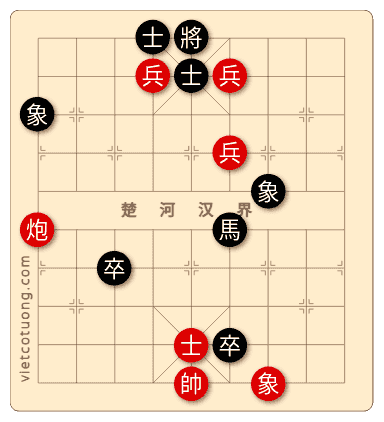 士 將
兵 士 兵
象
兵
象
楚 河 汉 界
炮 馬
卒
士 卒
帥 象
vietcotuong.com